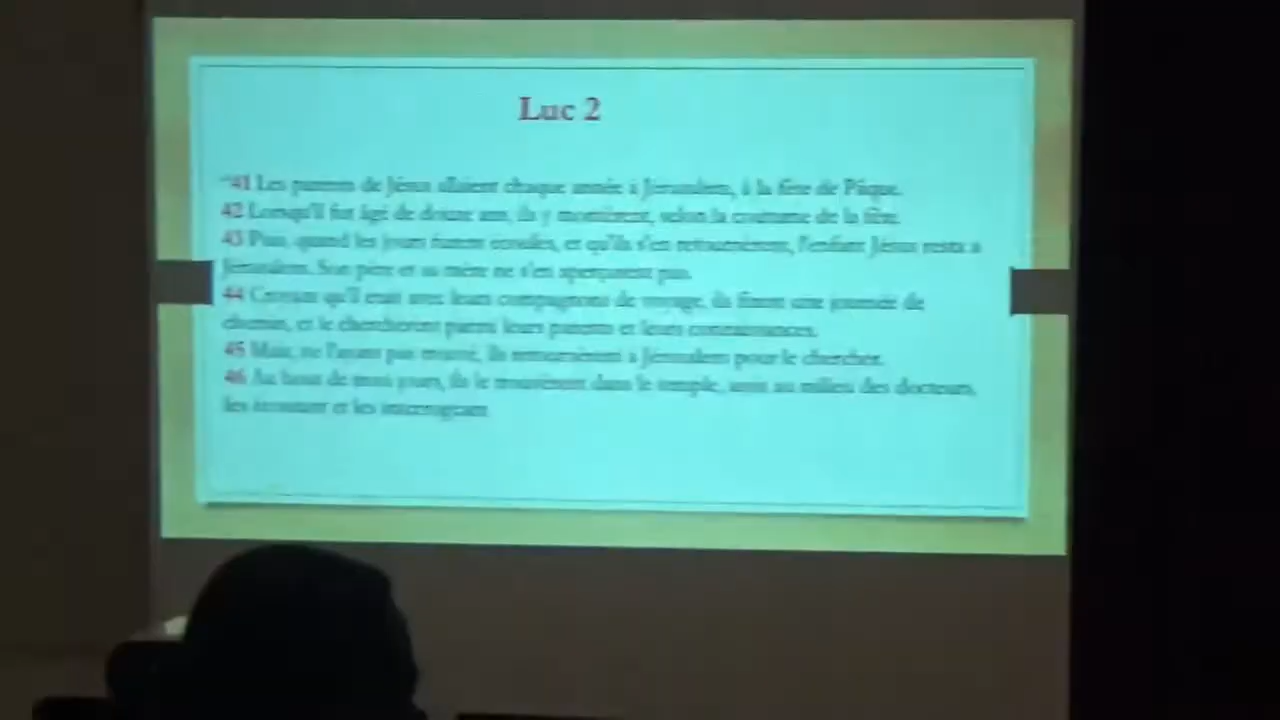 Luc 2
"41 Les parents de Jésus allaient chaque année à Jérusalem, à la fête de Pâque.
42 Lorsqu'il fut âgé de douze ans, ils y montèrent, selon la coutume de la fête.
43 Puis, quand les jours furent écoulés, et qu'ils s'en retournèrent, l'enfant Jésus resta à
Jérusalem. Son père et sa mère ne s'en aperçurent pas.
44 Croyant qu'il était avec leurs compagnons de voyage, ils firent une journée de
chemin, et le cherchèrent parmi leurs parents et leurs connaissances.
45 Mais, ne l'ayant pas trouvé, ils retournèrent à Jérusalem pour le chercher.
46 Au bout de trois jours, ils le trouvèrent dans le temple, assis au milieu des docteurs,
les écoutant et les interrogeant